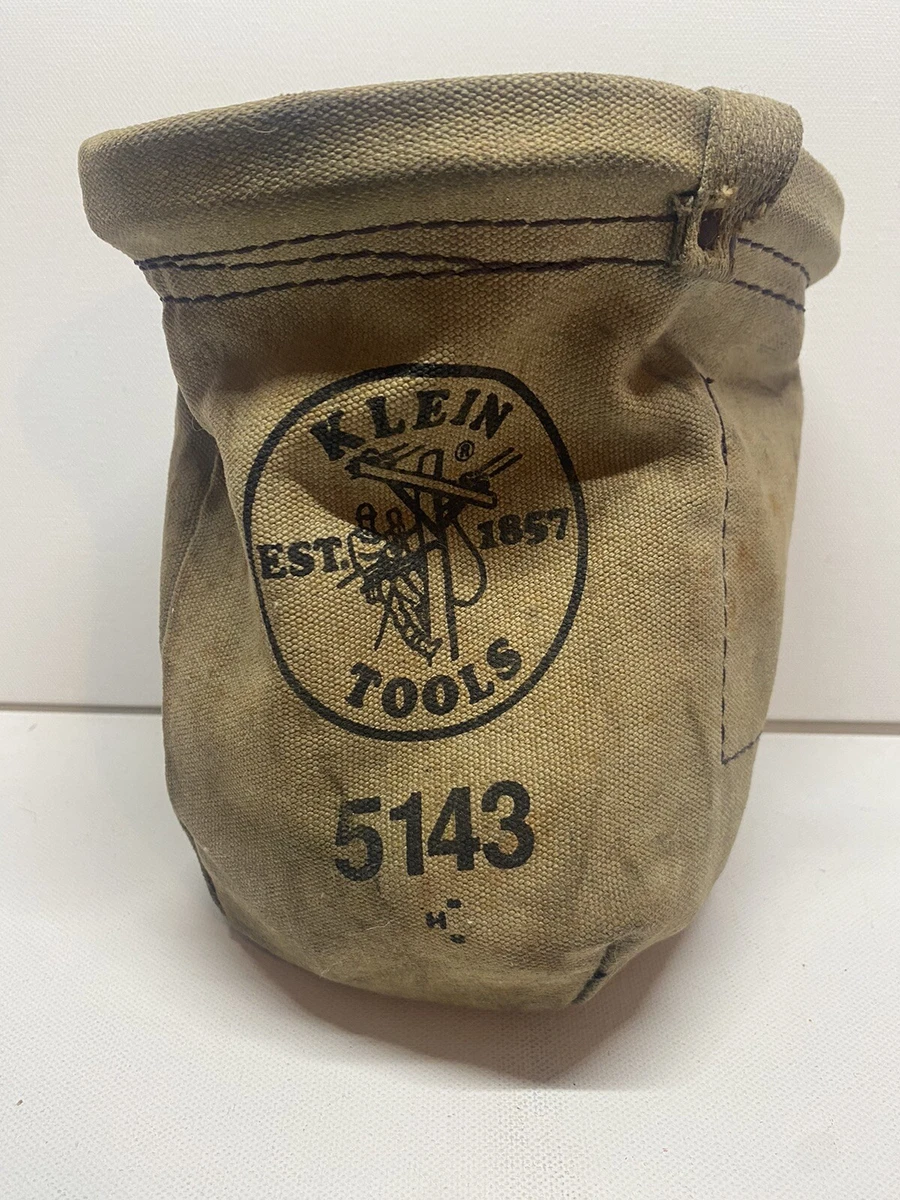 KLEIN
®
EST. 1857
TOOLS
5143
H